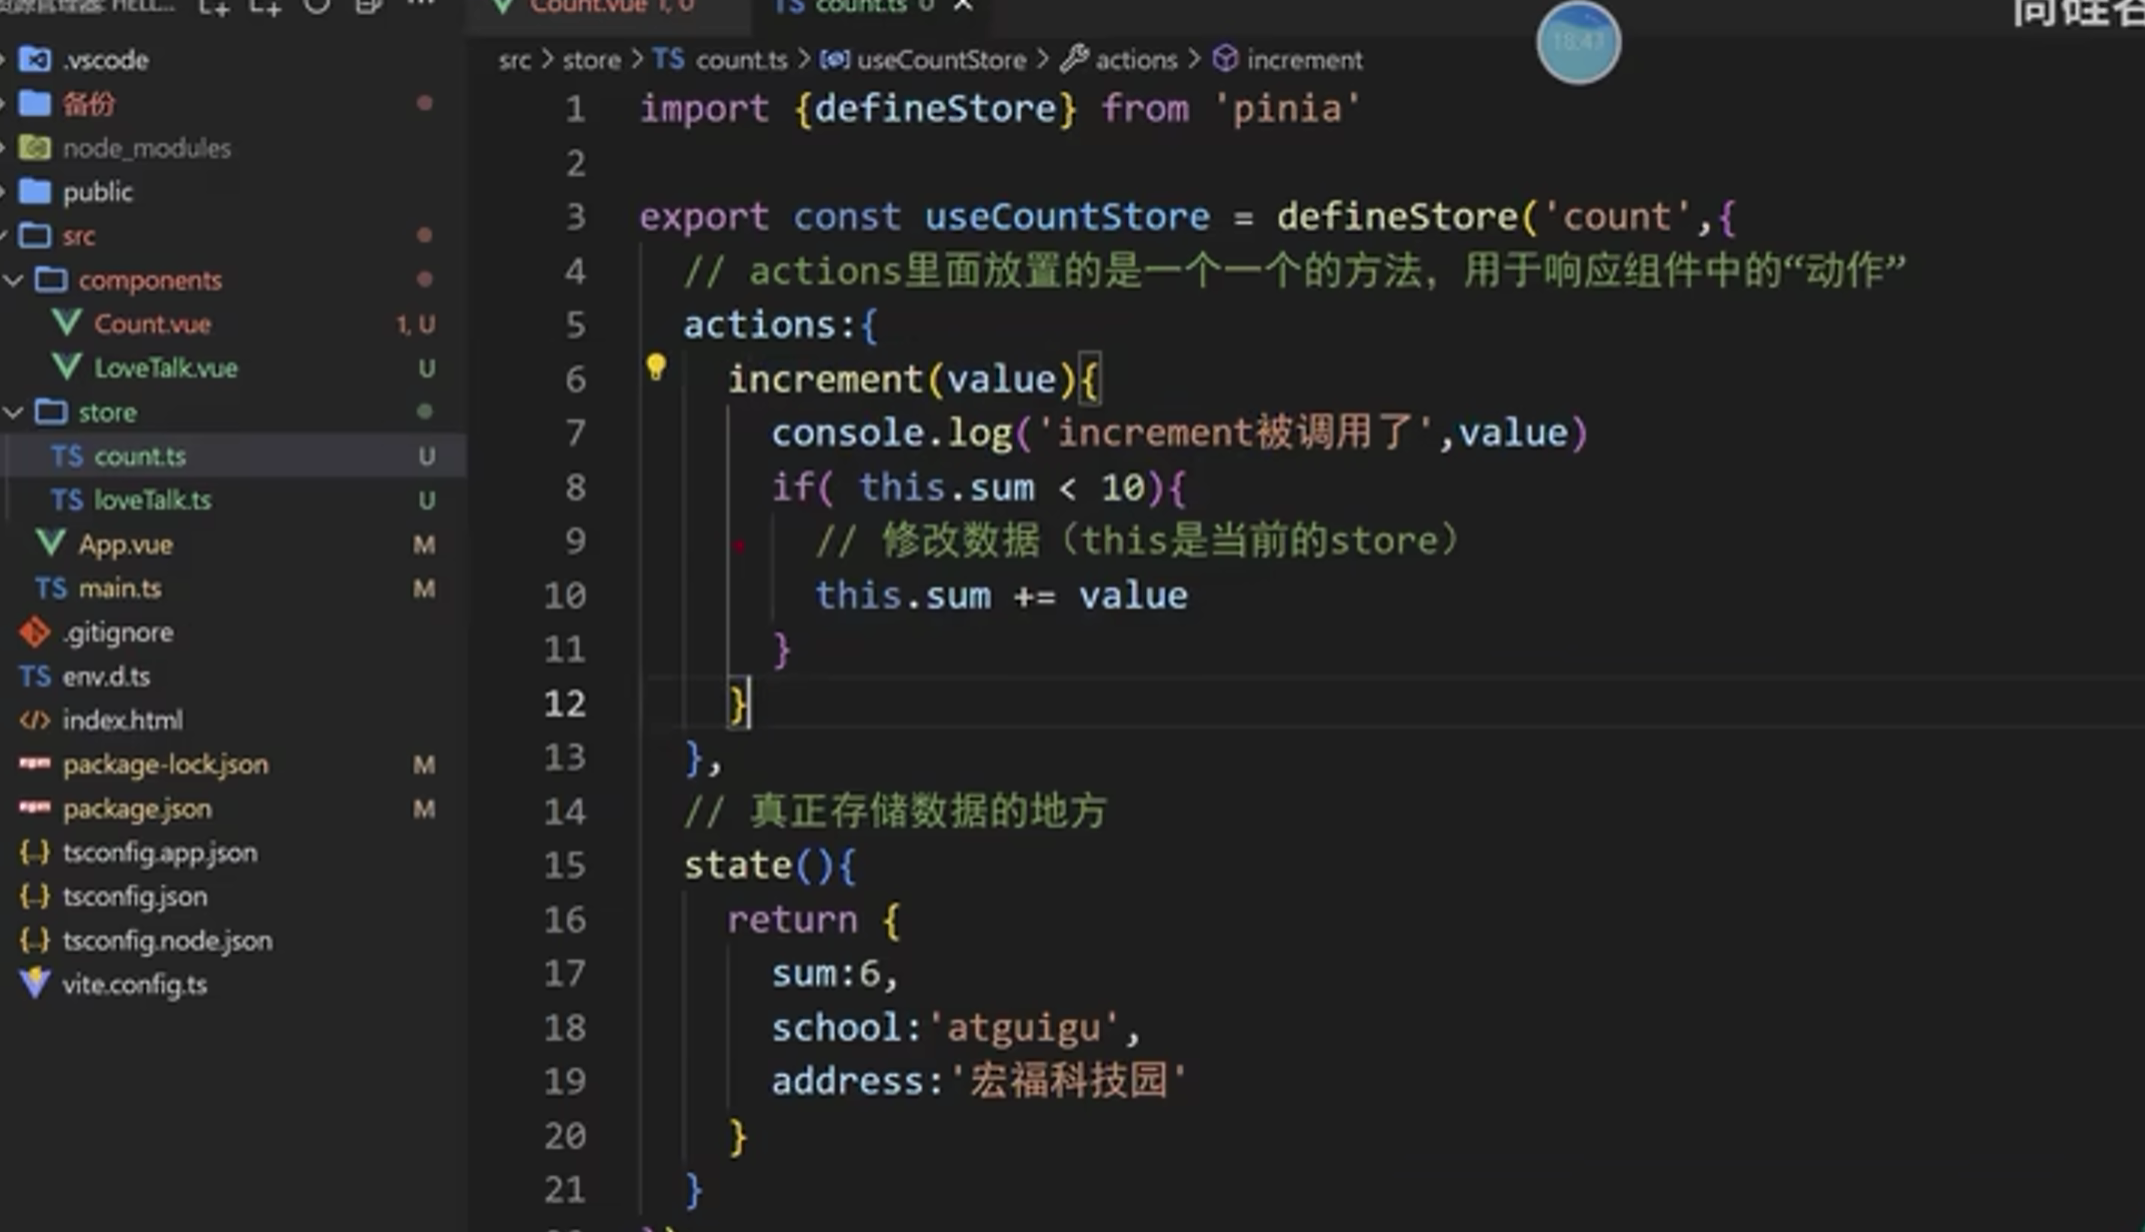 Count.vue 1, U
TS count.ts U
.vscode
备份
node_modules
public
src
components
Count.vue 1, U
LoveTalk.vue U
store
TS count.ts U
TS loveTalk.ts U
App.vue M
TS main.ts M
.gitignore
TS env.d.ts
index.html
package-lock.json M
package.json M
tsconfig.app.json
tsconfig.json
tsconfig.node.json
vite.config.ts
src > store > TS count.ts > useCountStore > actions > increment
18:47
1 import {defineStore} from 'pinia'
2
3 export const useCountStore = defineStore('count',{
4 // actions里面放置的是一个一个的方法，用于响应组件中的“动作”
5 actions:{
6 increment(value){
7 console.log('increment被调用了',value)
8 if( this.sum < 10){
9 // 修改数据（this是当前的store）
10 this.sum += value
11 }
12 }
13 },
14 // 真正存储数据的地方
15 state(){
16 return {
17 sum:6,
18 school:'atguigu',
19 address:'宏福科技园'
20 }
21 }